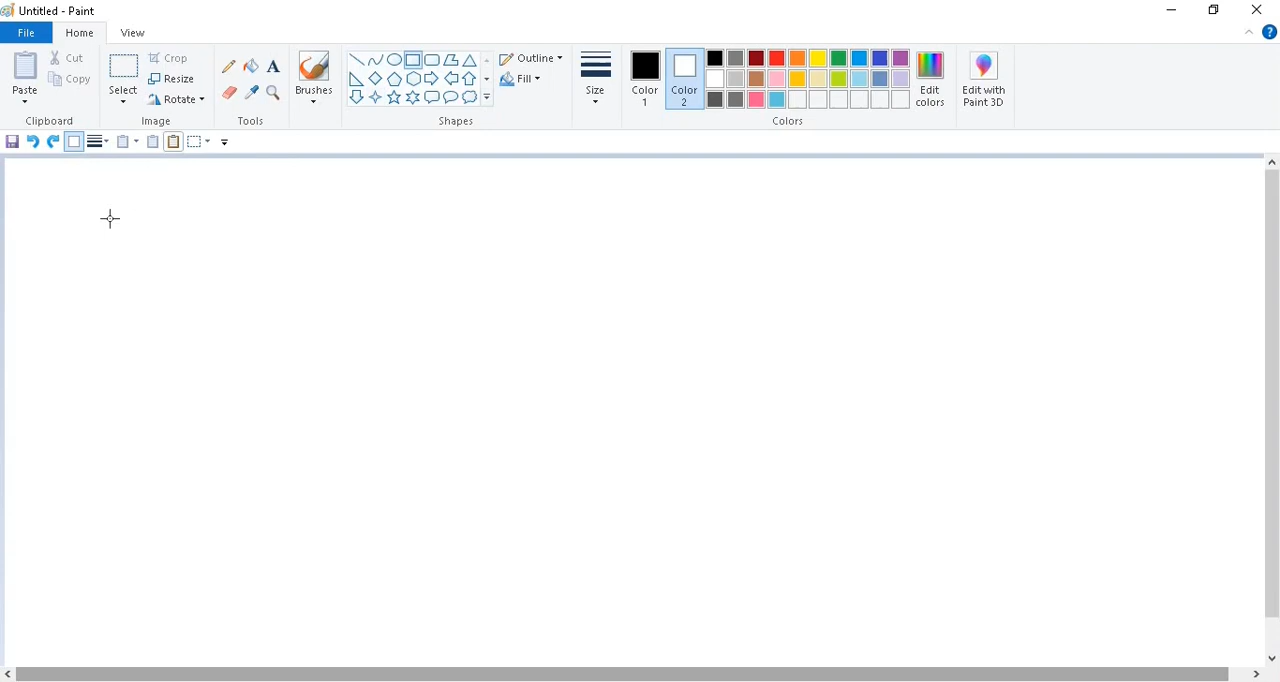 Untitled - Paint
File Home View
Paste
Cut
Copy
Clipboard
Select
Crop
Resize
Rotate
Image
A
Tools
Brushes
Outline
Fill
Shapes
Size
Color 1
Color 2
Edit colors
Colors
Edit with Paint 3D